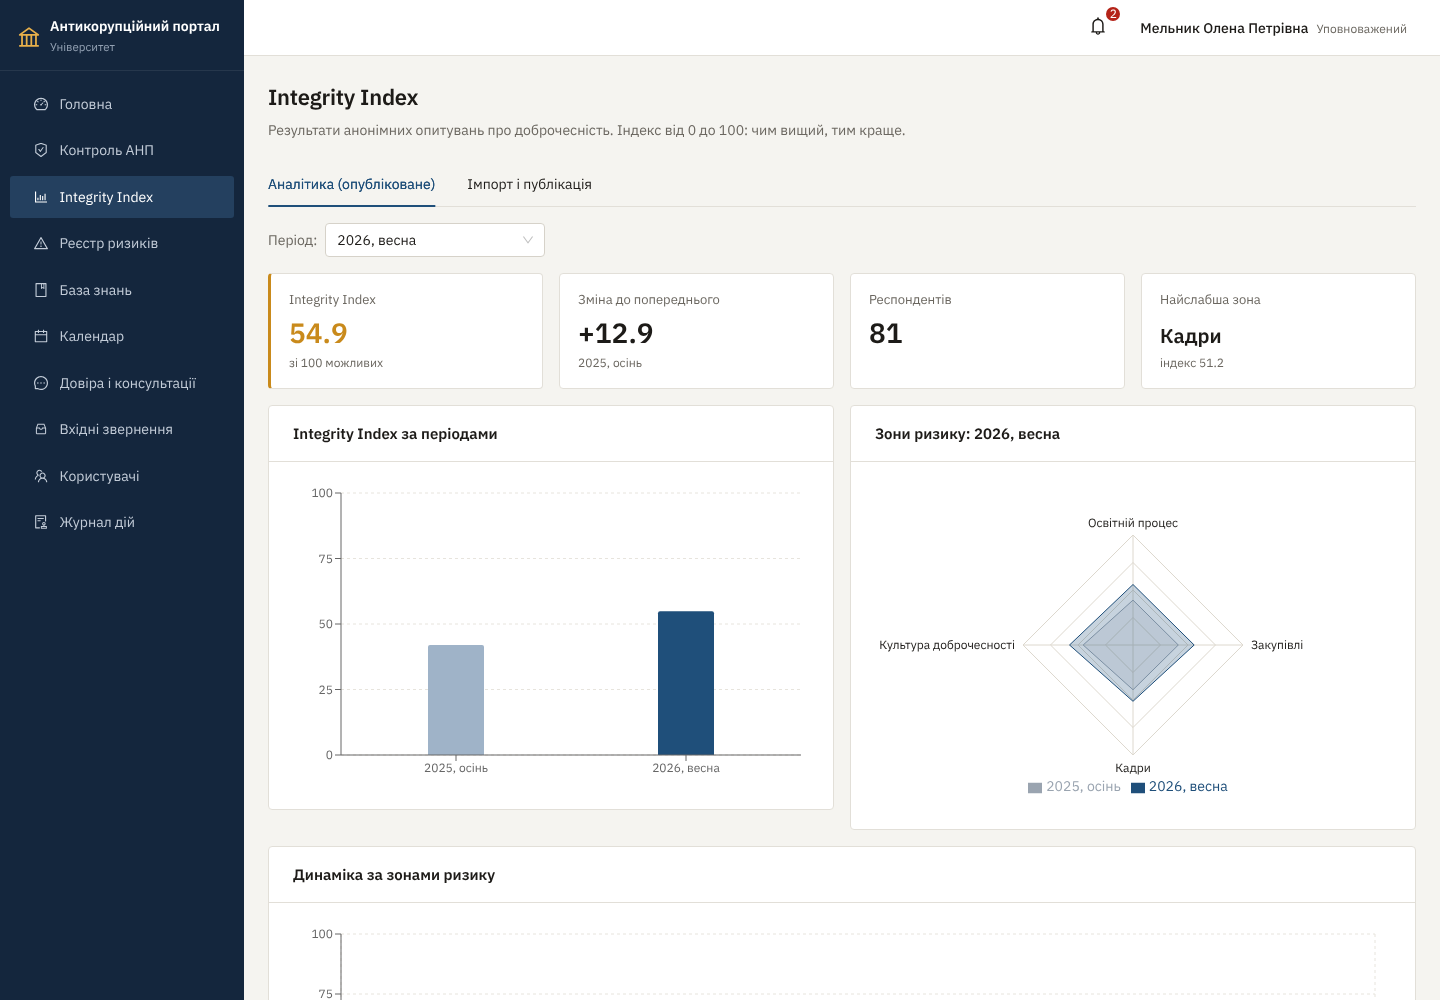 Антикорупційний портал
Університет
2
Мельник Олена Петрівна Уповноважений
Головна
Контроль АНП
Integrity Index
Реєстр ризиків
База знань
Календар
Довіра і консультації
Вхідні звернення
Користувачі
Журнал дій
Integrity Index
Результати анонімних опитувань про доброчесність. Індекс від 0 до 100: чим вищий, тим краще.
Аналітика (опубліковане) Імпорт і публікація
Період: 2026, весна
Integrity Index
54.9
зі 100 можливих
Зміна до попереднього
+12.9
2025, осінь
Респондентів
81
Найслабша зона
Кадри
індекс 51.2
Integrity Index за періодами
100
75
50
25
0
2025, осінь 2026, весна
Зони ризику: 2026, весна
Освітній процес
Культура доброчесності
Закупівлі
Кадри
2025, осінь 2026, весна
Динаміка за зонами ризику
100
75